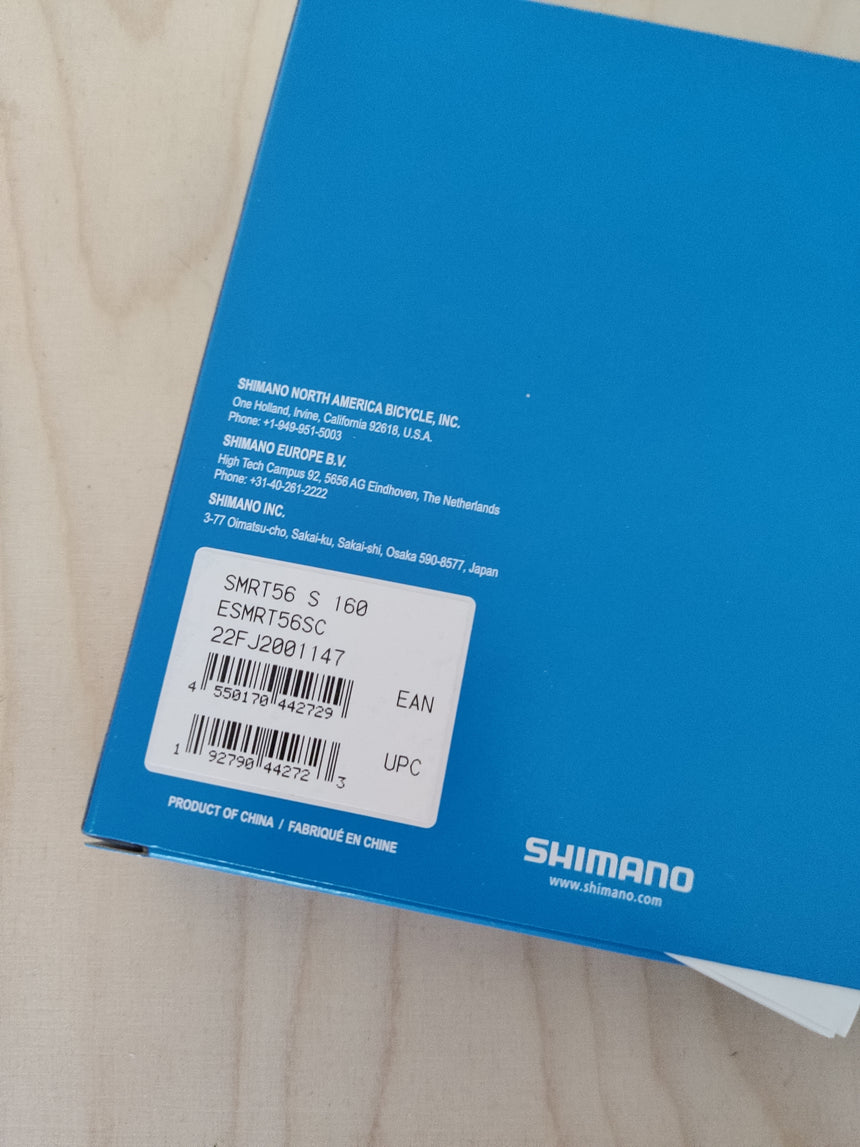 SHIMANO NORTH AMERICA BICYCLE, INC.
One Holland, Irvine, California 92618, U.S.A.
Phone: +1-949-951-5003
SHIMANO EUROPE B.V.
High Tech Campus 92, 5656 AG Eindhoven, The Netherlands
Phone: +31-40-261-2222
SHIMANO INC.
3-77 Oimatsu-cho, Sakai-ku, Sakai-shi, Osaka 590-8577, Japan
SMRT56 S 160
ESMRT56SC
22FJ2001147
4 550170 442729 EAN
1 92790 44272 3 UPC
PRODUCT OF CHINA / FABRIQUÉ EN CHINE
SHIMANO
www.shimano.com